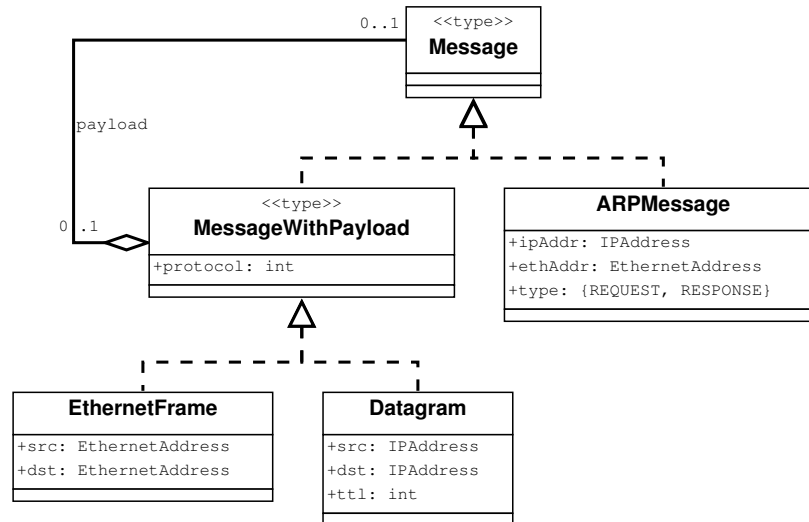 0..1
<<type>>
Message
payload
<<type>>
MessageWithPayload
0..1
+protocol: int
ARPMessage
+ipAddr: IPAddress
+ethAddr: EthernetAddress
+type: {REQUEST, RESPONSE}
EthernetFrame
+src: EthernetAddress
+dst: EthernetAddress
Datagram
+src: IPAddress
+dst: IPAddress
+ttl: int